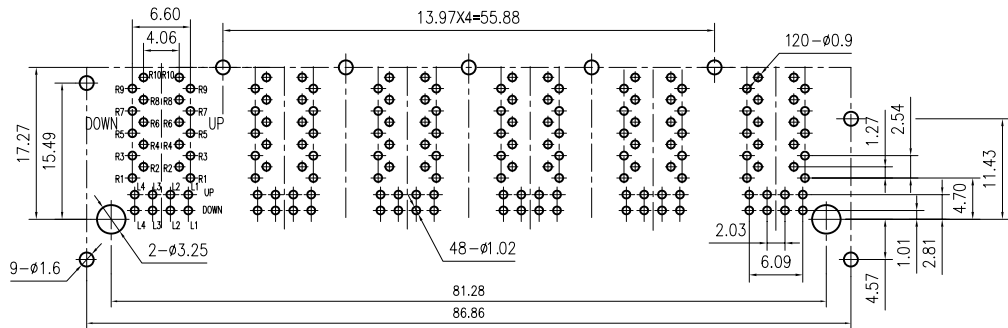 6.60
13.97X4=55.88
4.06
120-ø0.9
R10 R10
R9 R9
R8 R8
R7 R7
DOWN R6 R6 UP
R5 R5
R4 R4
R3 R3
R2 R2
R1 R1
L4 L3 L2 L1 UP
DOWN
L4 L3 L2 L1
17.27
15.49
1.27
2.54
11.43
4.70
2-ø3.25
48-ø1.02
2.03
6.09
1.01
2.81
4.57
9-ø1.6
81.28
86.86